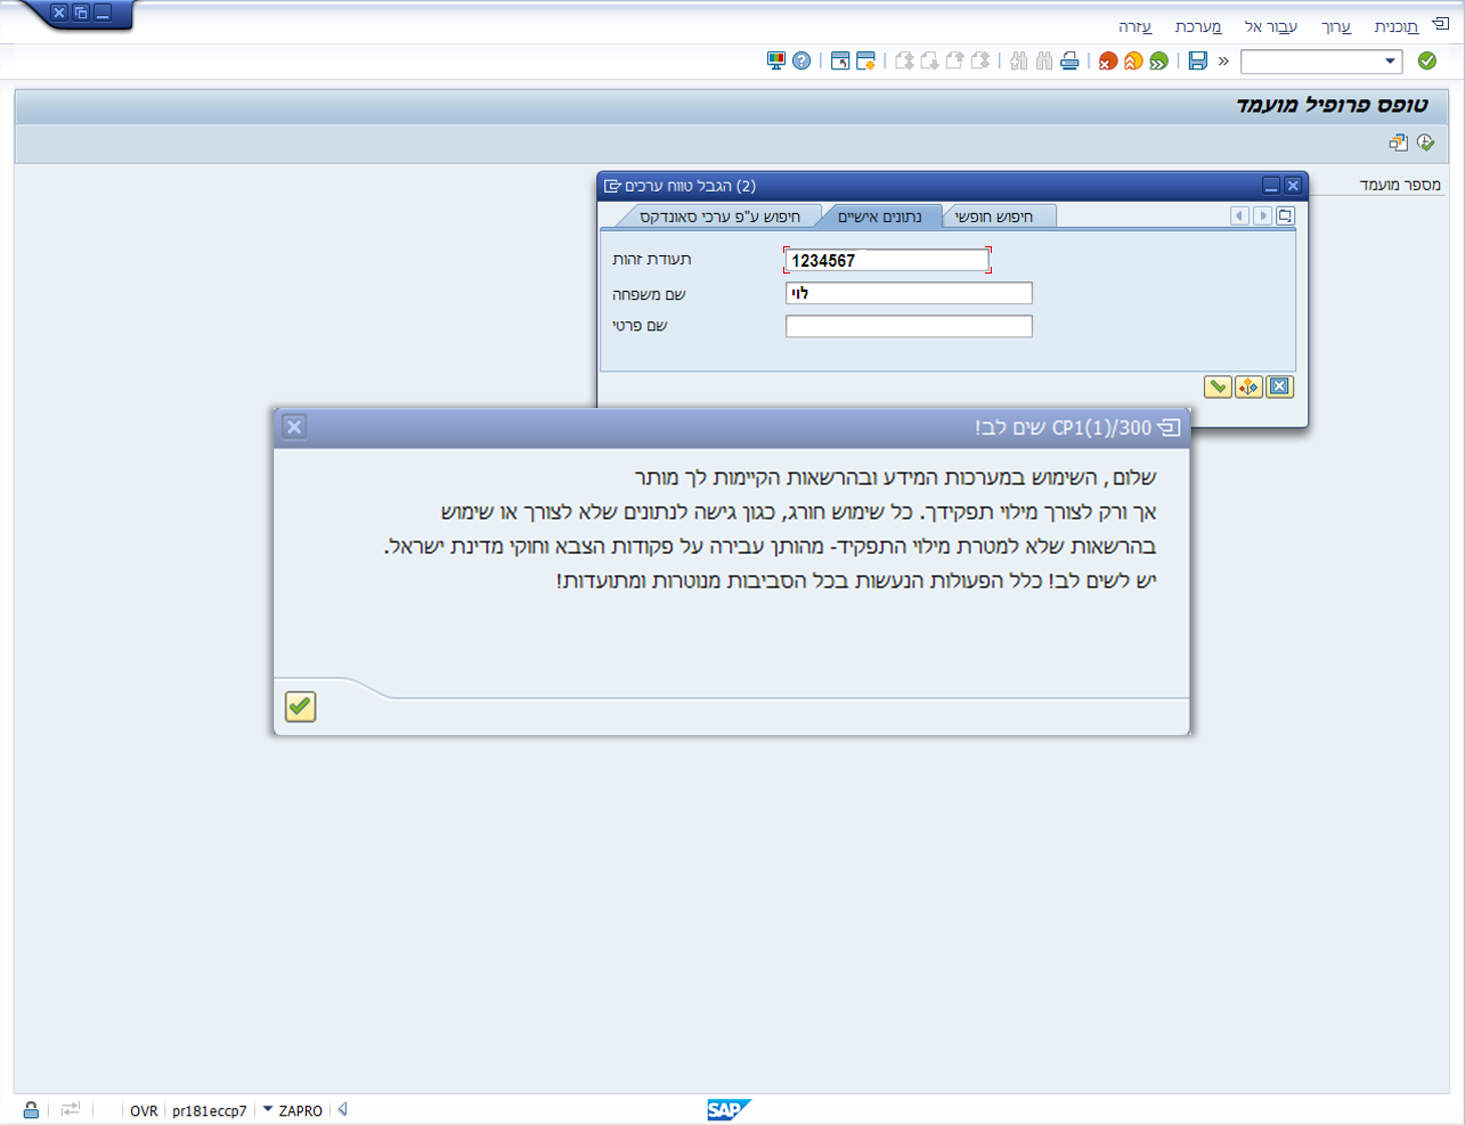 תוכנית ערוך עבור אל מערכת עזרה
טופס פרופיל מועמד
מספר מועמד
(2) הגבל טווח ערכים
חיפוש ע"פ ערכי סאונדקס נתונים אישיים חיפוש חופשי
תעודת זהות 1234567
שם משפחה לוי
שם פרטי
CP1(1)/300 שים לב!
שלום, השימוש במערכות המידע ובהרשאות הקיימות לך מותר
אך ורק לצורך מילוי תפקידך. כל שימוש חורג, כגון גישה לנתונים שלא לצורך או שימוש
בהרשאות שלא למטרת מילוי התפקיד- מהותך עבירה על פקודות הצבא וחוקי מדינת ישראל.
יש לשים לב! כלל הפעולות הנעשות בכל הסביבות מנוטרות ומתועדות!
OVR pr181eccp7 ZAPRO
SAP